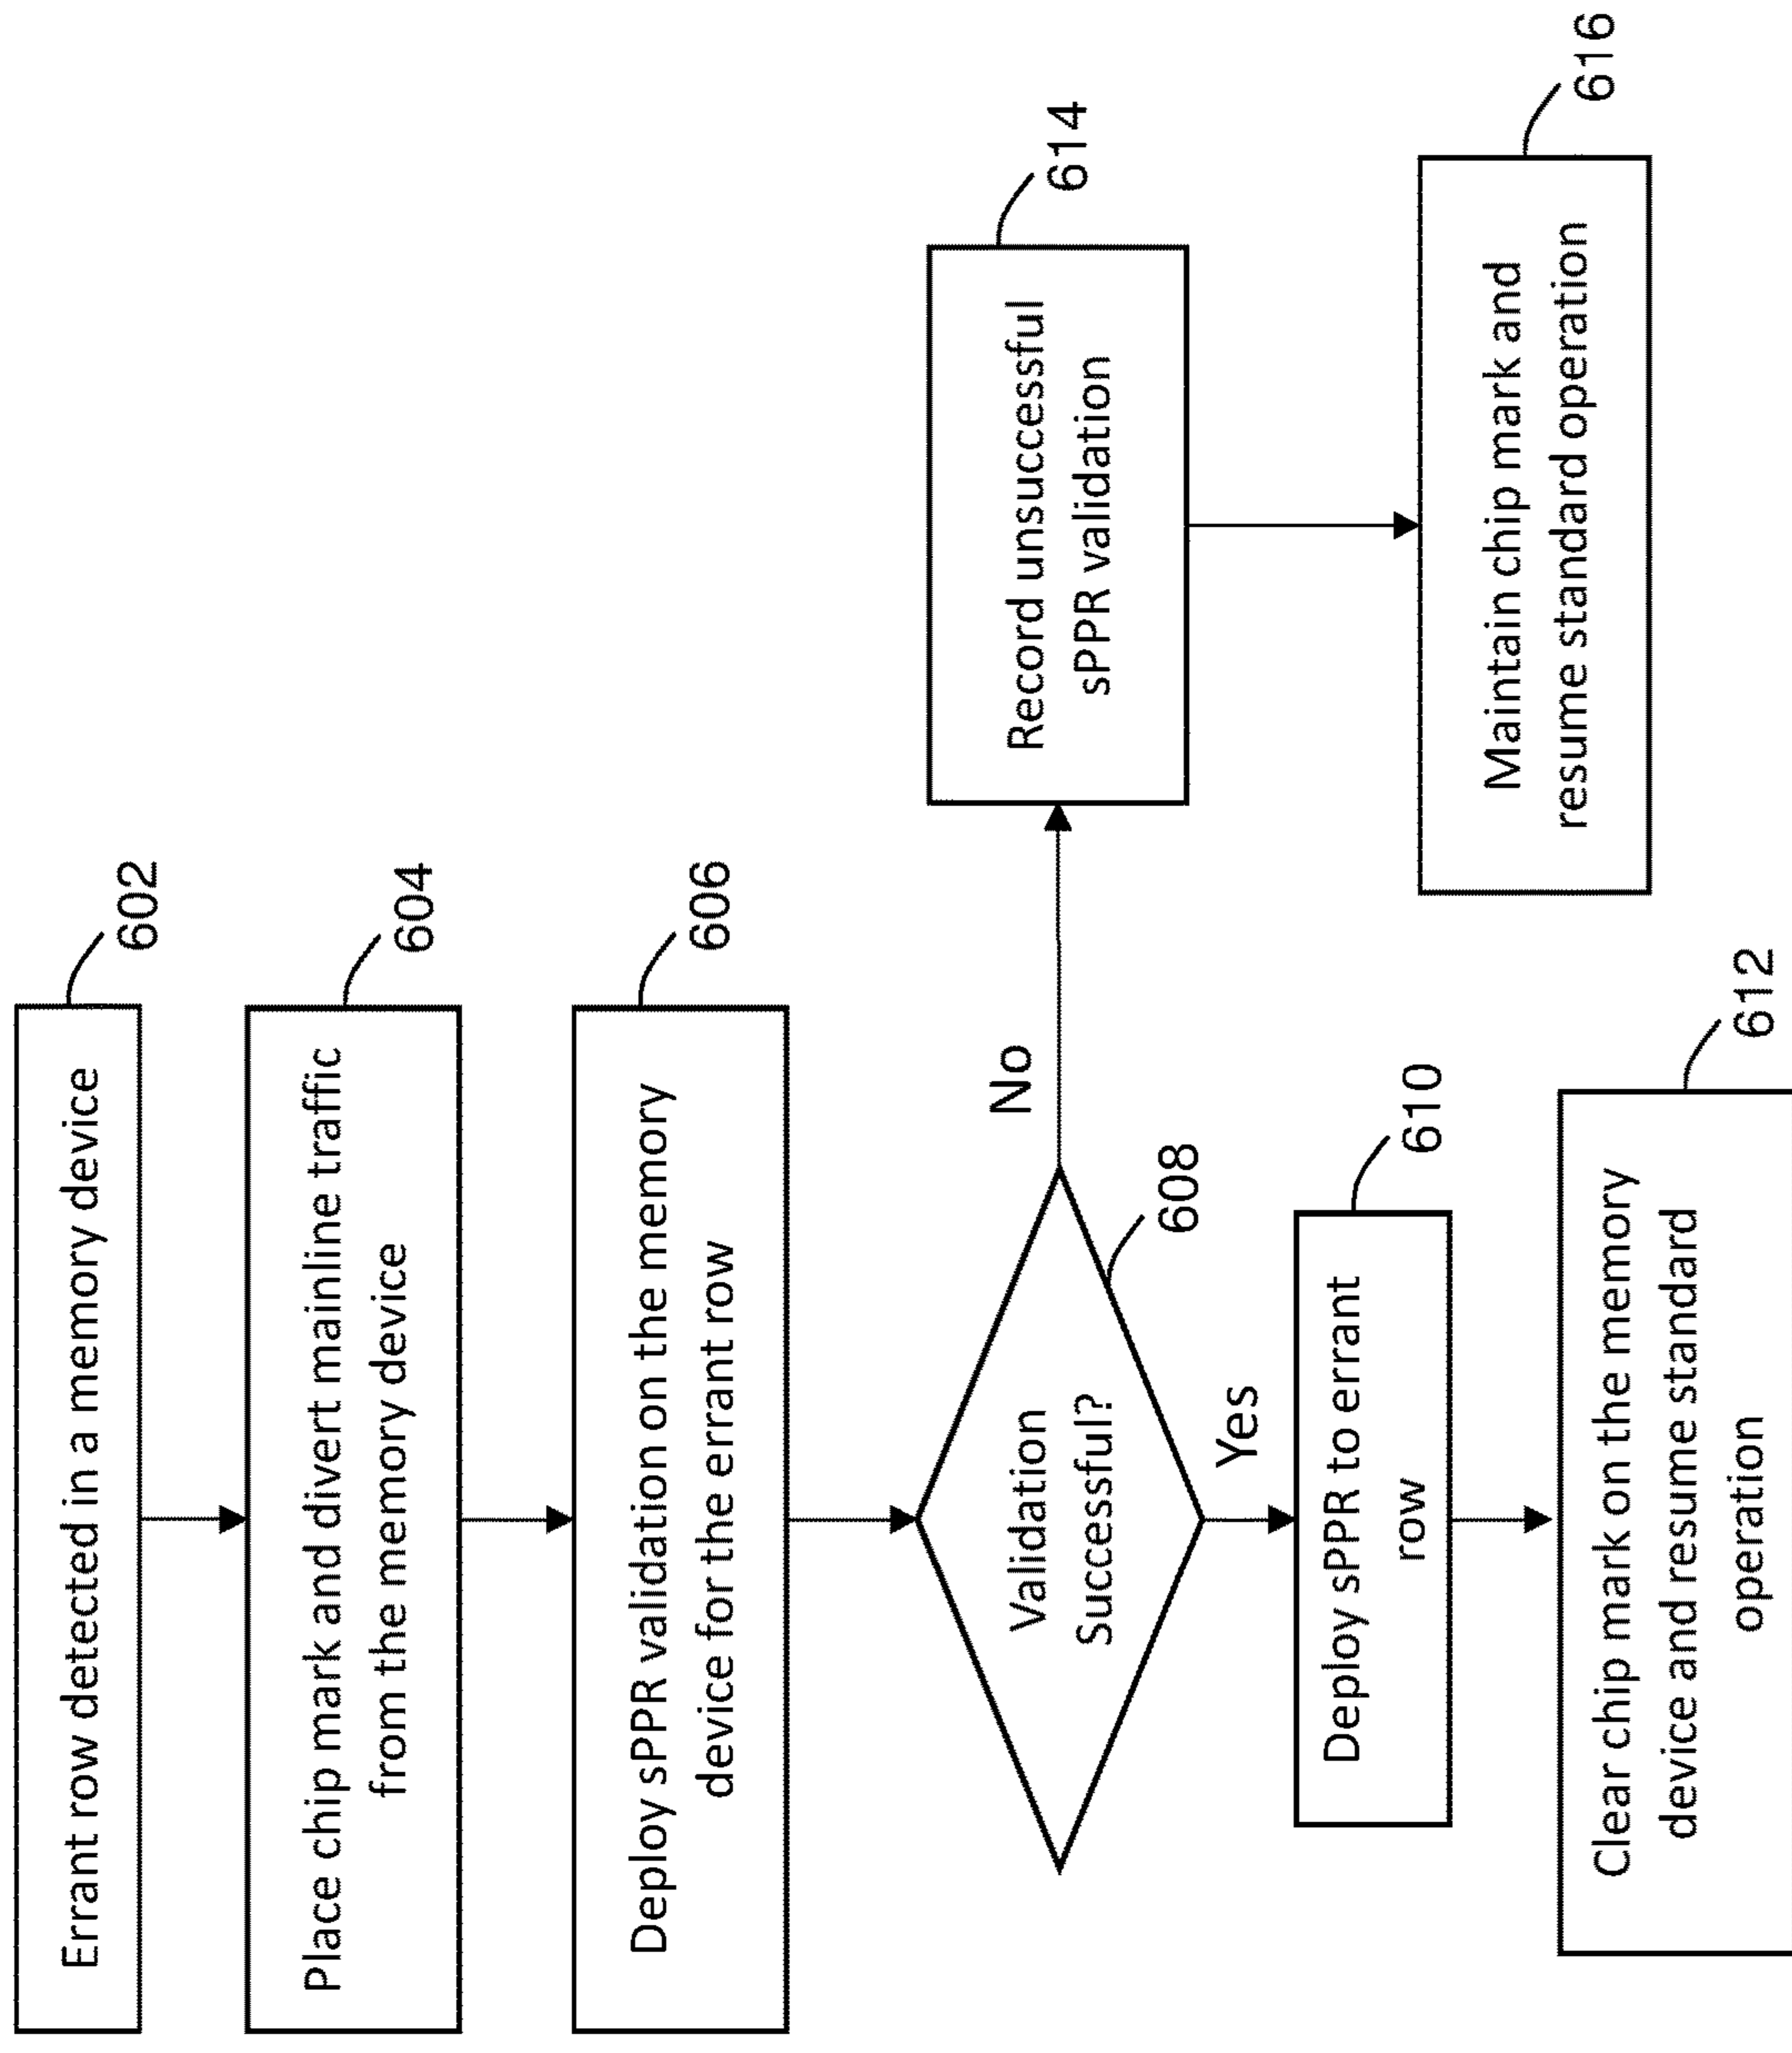 Errant row detected in a memory device
602
Place chip mark and divert mainline traffic
from the memory device
604
Deploy sPPR validation on the memory
device for the errant row
606
Validation
Successful?
608
No
Yes
Record unsuccessful
sPPR validation
614
Deploy sPPR to errant
row
610
Maintain chip mark and
resume standard operation
616
Clear chip mark on the memory
device and resume standard
operation
612